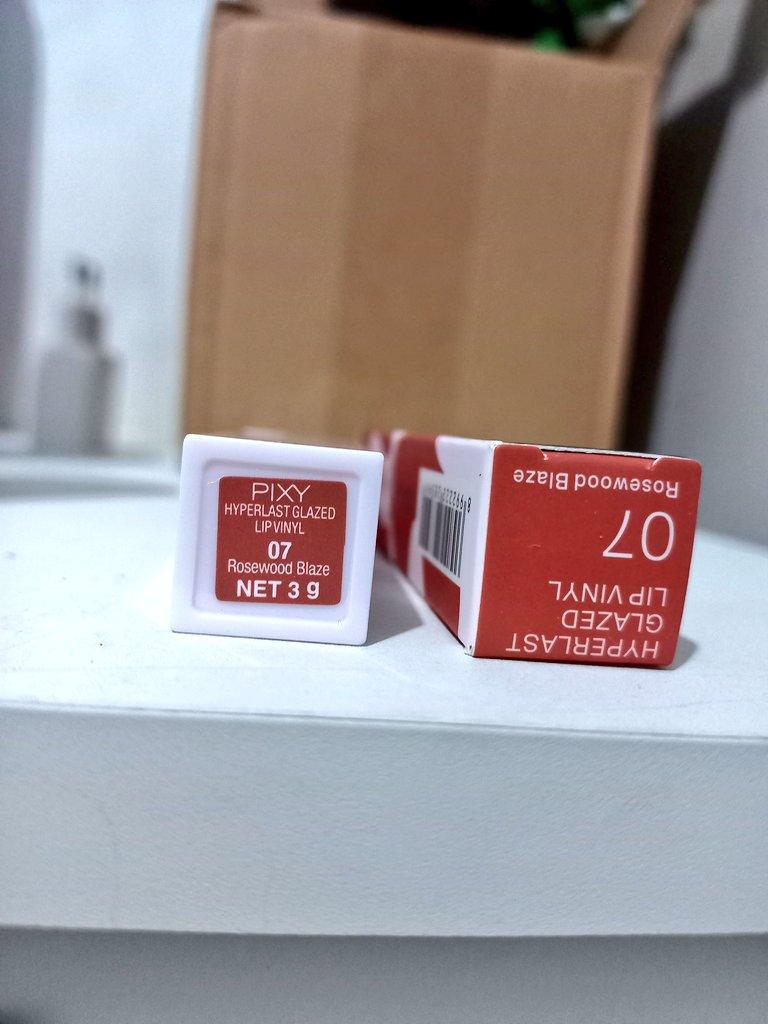 PIXY
HYPERLAST GLAZED
LIP VINYL
07
Rosewood Blaze
NET 3 g
HYPERLAST
GLAZED
LIP VINYL
07
Rosewood Blaze